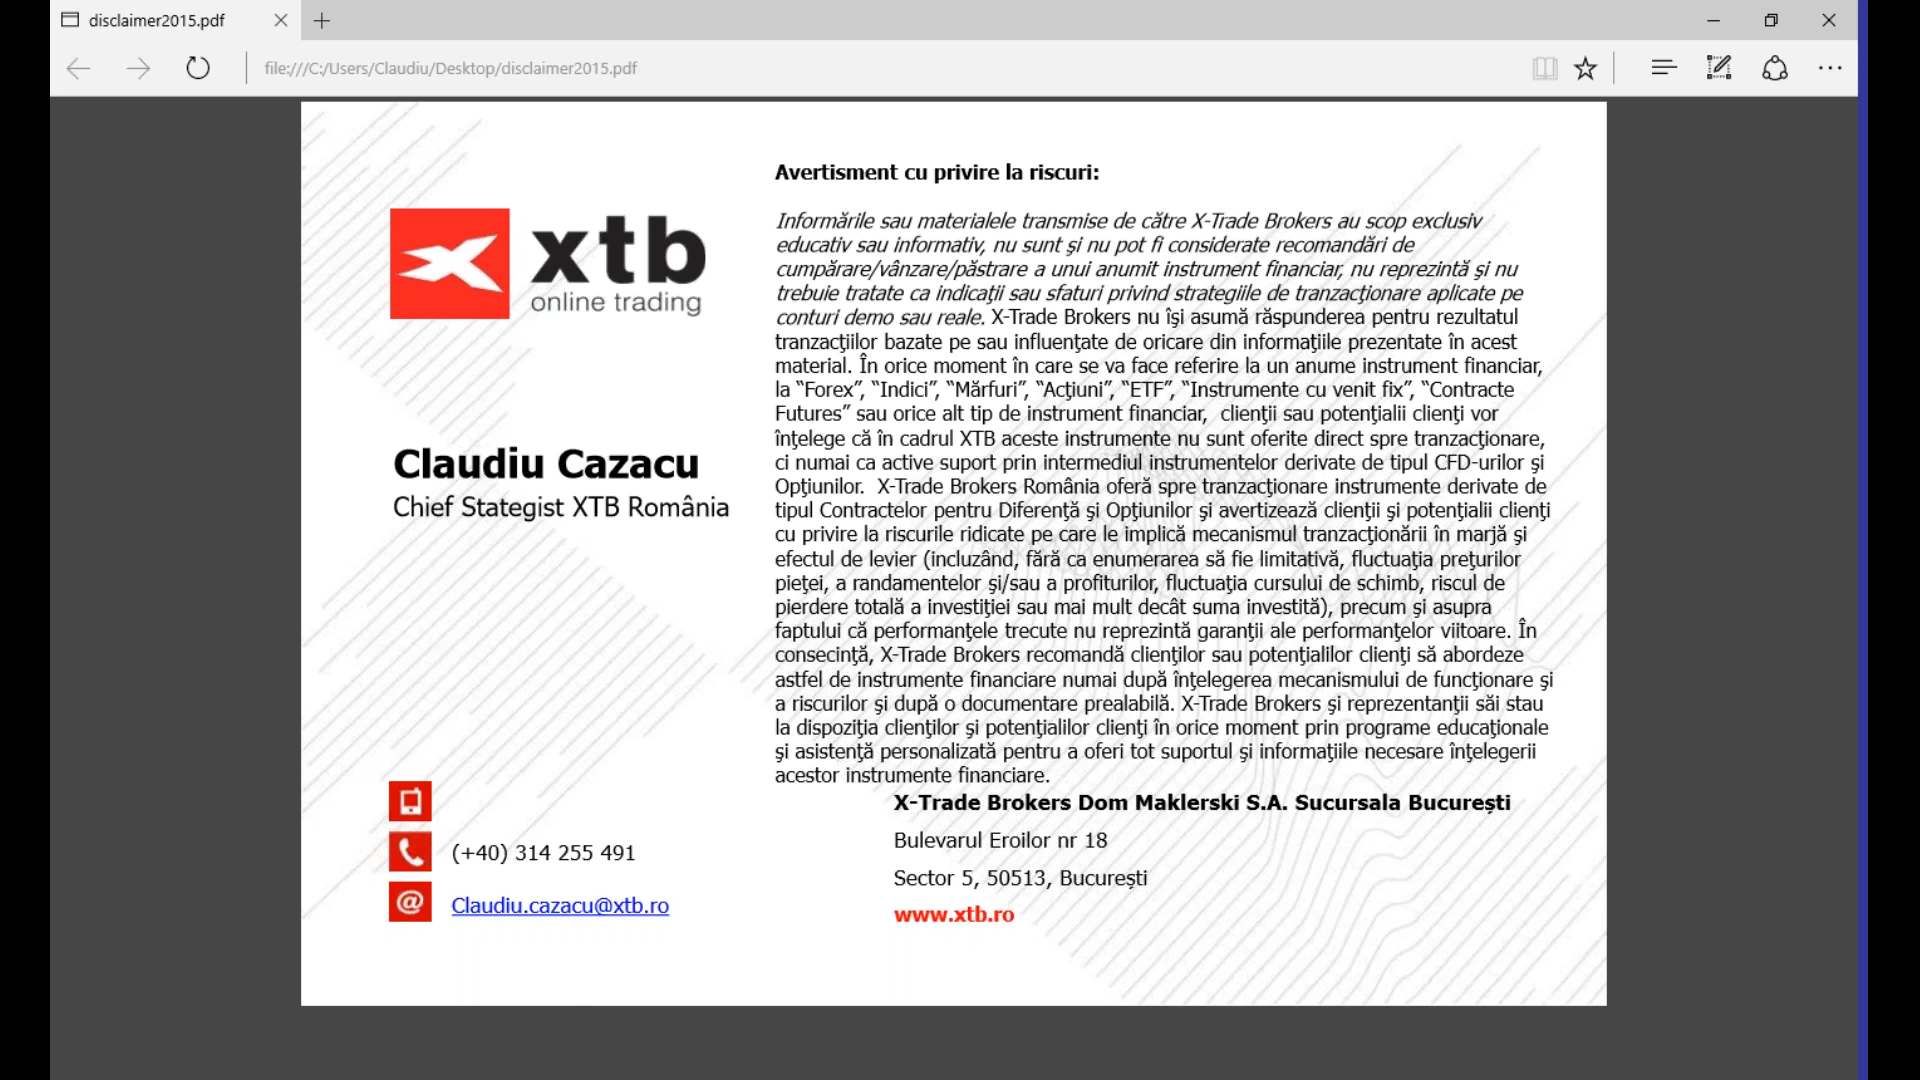 disclaimer2015.pdf
file:///C:/Users/Claudiu/Desktop/disclaimer2015.pdf
xtb
online trading
Claudiu Cazacu
Chief Stategist XTB România
(+40) 314 255 491
@
Claudiu.cazacu@xtb.ro
Avertisment cu privire la riscuri:
Informările sau materialele transmise de către X-Trade Brokers au scop exclusiv
educativ sau informativ, nu sunt şi nu pot fi considerate recomandări de
cumpărare/vânzare/păstrare a unui anumit instrument financiar, nu reprezintă şi nu
trebuie tratate ca indicaţii sau sfaturi privind strategiile de tranzacţionare aplicate pe
conturi demo sau reale. X-Trade Brokers nu îşi asumă răspunderea pentru rezultatul
tranzacţiilor bazate pe sau influenţate de oricare din informaţiile prezentate în acest
material. În orice moment în care se va face referire la un anume instrument financiar,
la “Forex”, “Indici”, “Mărfuri”, “Acţiuni”, “ETF”, “Instrumente cu venit fix”, “Contracte
Futures” sau orice alt tip de instrument financiar, clienţii sau potenţialii clienţi vor
înţelege că în cadrul XTB aceste instrumente nu sunt oferite direct spre tranzacţionare,
ci numai ca active suport prin intermediul instrumentelor derivate de tipul CFD-urilor şi
Opţiunilor. X-Trade Brokers România oferă spre tranzacţionare instrumente derivate de
tipul Contractelor pentru Diferenţă şi Opţiunilor şi avertizează clienţii şi potenţialii clienţi
cu privire la riscurile ridicate pe care le implică mecanismul tranzacţionării în marjă şi
efectul de levier (incluzând, fără ca enumerarea să fie limitativă, fluctuaţia preţurilor
pieţei, a randamentelor şi/sau a profiturilor, fluctuaţia cursului de schimb, riscul de
pierdere totală a investiţiei sau mai mult decât suma investită), precum şi asupra
faptului că performanţele trecute nu reprezintă garanţii ale performanţelor viitoare. În
consecinţă, X-Trade Brokers recomandă clienţilor sau potenţialilor clienţi să abordeze
astfel de instrumente financiare numai după înţelegerea mecanismului de funcţionare şi
a riscurilor şi după o documentare prealabilă. X-Trade Brokers şi reprezentanţii săi stau
la dispoziţia clienţilor şi potenţialilor clienţi în orice moment prin programe educaţionale
şi asistenţă personalizată pentru a oferi tot suportul şi informaţiile necesare înţelegerii
acestor instrumente financiare.
X-Trade Brokers Dom Maklerski S.A. Sucursala București
Bulevarul Eroilor nr 18
Sector 5, 50513, București
www.xtb.ro